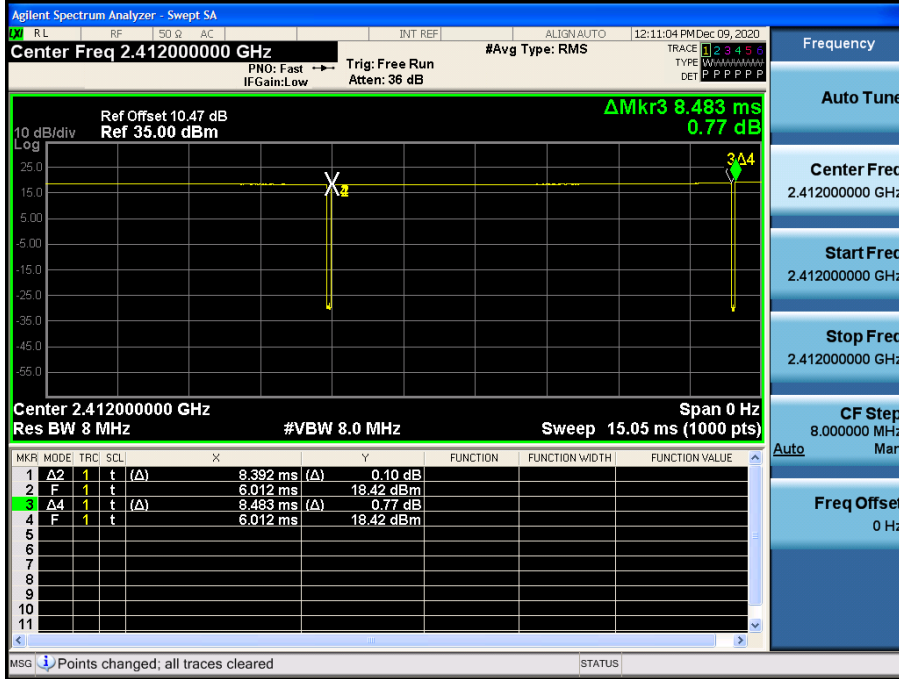 Agilent Spectrum Analyzer - Swept SA
LXI RL RF 50 Ω AC INT REF ALIGN AUTO 12:11:04 PM Dec 09, 2020
Center Freq 2.412000000 GHz #Avg Type: RMS TRACE 1 2 3 4 5 6
PNO: Fast Trig: Free Run TYPE WWWWWW
IFGain:Low Atten: 36 dB DET P P P P P P
Frequency
Auto Tune
Center Freq
2.412000000 GHz
Start Freq
2.412000000 GHz
Stop Freq
2.412000000 GHz
CF Step
8.000000 MHz
Auto Man
Freq Offset
0 Hz
ΔMkr3 8.483 ms
0.77 dB
Ref Offset 10.47 dB
10 dB/div Ref 35.00 dBm
Log
3Δ4
25.0
15.0
5.00
-5.00
-15.0
-25.0
-35.0
-45.0
-55.0
X
Center 2.412000000 GHz Span 0 Hz
Res BW 8 MHz #VBW 8.0 MHz Sweep 15.05 ms (1000 pts)
MKR MODE TRC SCL X Y FUNCTION FUNCTION WIDTH FUNCTION VALUE
1 Δ2 1 t (Δ) 8.392 ms (Δ) 0.10 dB
2 F 1 t 6.012 ms 18.42 dBm
3 Δ4 1 t (Δ) 8.483 ms (Δ) 0.77 dB
4 F 1 t 6.012 ms 18.42 dBm
5
6
7
8
9
10
11
MSG Points changed; all traces cleared STATUS